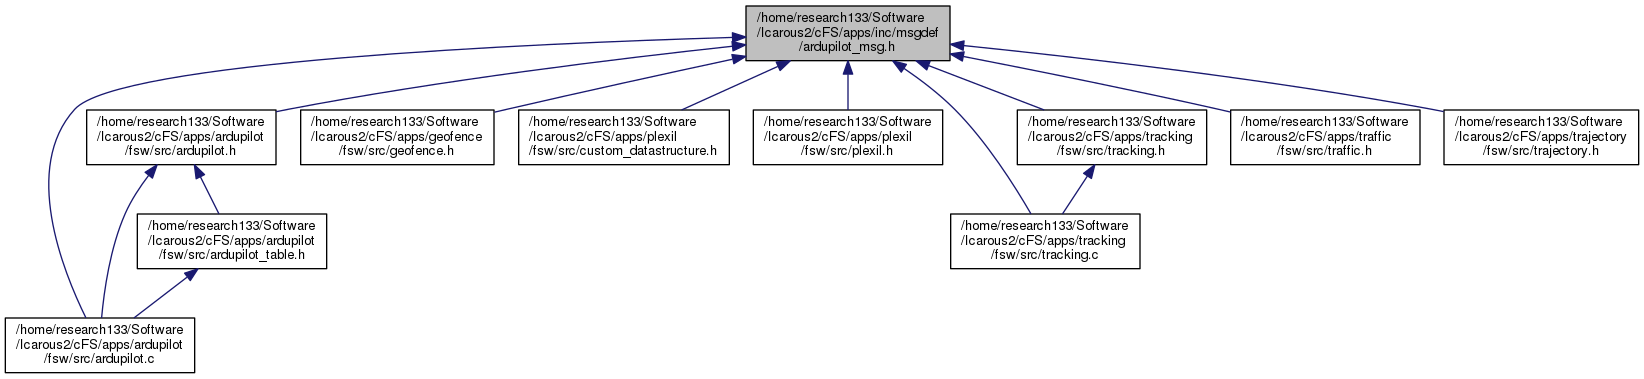 /home/research133/Software
/Icarous2/cFS/apps/inc/msgdef
/ardupilot_msg.h
/home/research133/Software
/Icarous2/cFS/apps/ardupilot
/fsw/src/ardupilot.h
/home/research133/Software
/Icarous2/cFS/apps/geofence
/fsw/src/geofence.h
/home/research133/Software
/Icarous2/cFS/apps/plexil
/fsw/src/custom_datastructure.h
/home/research133/Software
/Icarous2/cFS/apps/plexil
/fsw/src/plexil.h
/home/research133/Software
/Icarous2/cFS/apps/tracking
/fsw/src/tracking.h
/home/research133/Software
/Icarous2/cFS/apps/traffic
/fsw/src/traffic.h
/home/research133/Software
/Icarous2/cFS/apps/trajectory
/fsw/src/trajectory.h
/home/research133/Software
/Icarous2/cFS/apps/ardupilot
/fsw/src/ardupilot_table.h
/home/research133/Software
/Icarous2/cFS/apps/tracking
/fsw/src/tracking.c
/home/research133/Software
/Icarous2/cFS/apps/ardupilot
/fsw/src/ardupilot.c